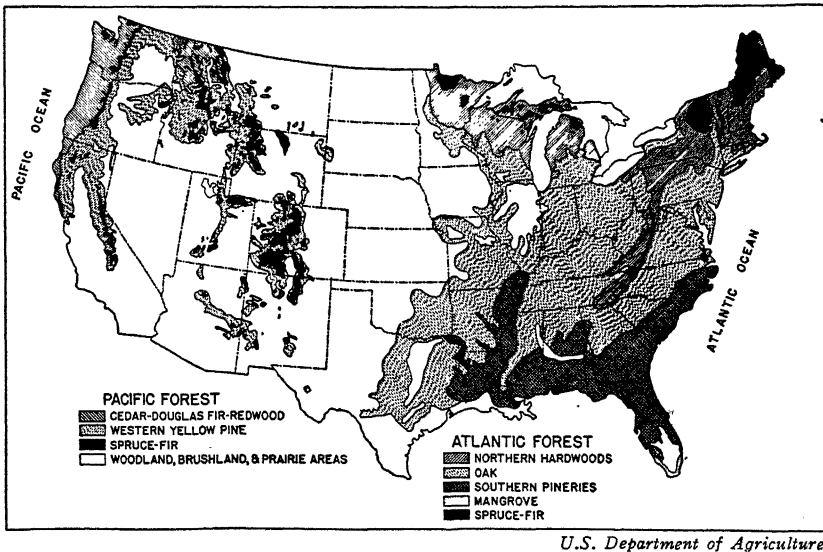 PACIFIC OCEAN
ATLANTIC OCEAN
PACIFIC FOREST
CEDAR-DOUGLAS FIR-REDWOOD
WESTERN YELLOW PINE
SPRUCE-FIR
WOODLAND, BRUSHLAND, & PRAIRIE AREAS
ATLANTIC FOREST
NORTHERN HARDWOODS
OAK
SOUTHERN PINERIES
MANGROVE
SPRUCE-FIR
U.S. Department of Agriculture